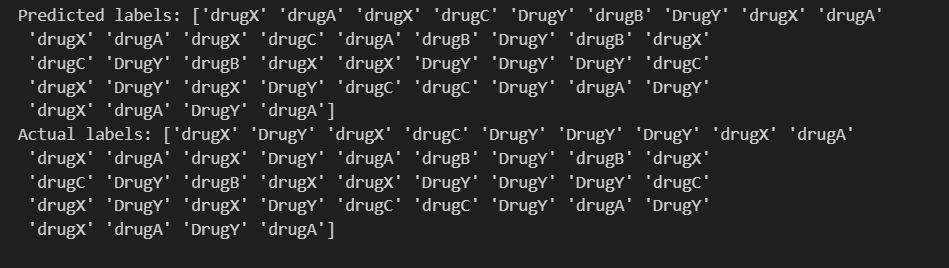 Predicted labels: ['drugX' 'drugA' 'drugX' 'drugC' 'DrugY' 'drugB' 'DrugY' 'drugX' 'drugA'
 'drugX' 'drugA' 'drugX' 'drugC' 'drugA' 'drugB' 'DrugY' 'drugB' 'drugX'
 'drugC' 'DrugY' 'drugB' 'drugX' 'drugX' 'DrugY' 'DrugY' 'DrugY' 'drugC'
 'drugX' 'DrugY' 'drugX' 'DrugY' 'drugC' 'drugC' 'DrugY' 'drugA' 'DrugY'
 'drugX' 'drugA' 'DrugY' 'drugA']
Actual labels: ['drugX' 'DrugY' 'drugX' 'drugC' 'DrugY' 'DrugY' 'DrugY' 'drugX' 'drugA'
 'drugX' 'drugA' 'drugX' 'DrugY' 'drugA' 'drugB' 'DrugY' 'drugB' 'drugX'
 'drugC' 'DrugY' 'drugB' 'drugX' 'drugX' 'DrugY' 'DrugY' 'DrugY' 'drugC'
 'drugX' 'DrugY' 'drugX' 'DrugY' 'drugC' 'drugC' 'DrugY' 'drugA' 'DrugY'
 'drugX' 'drugA' 'DrugY' 'drugA']